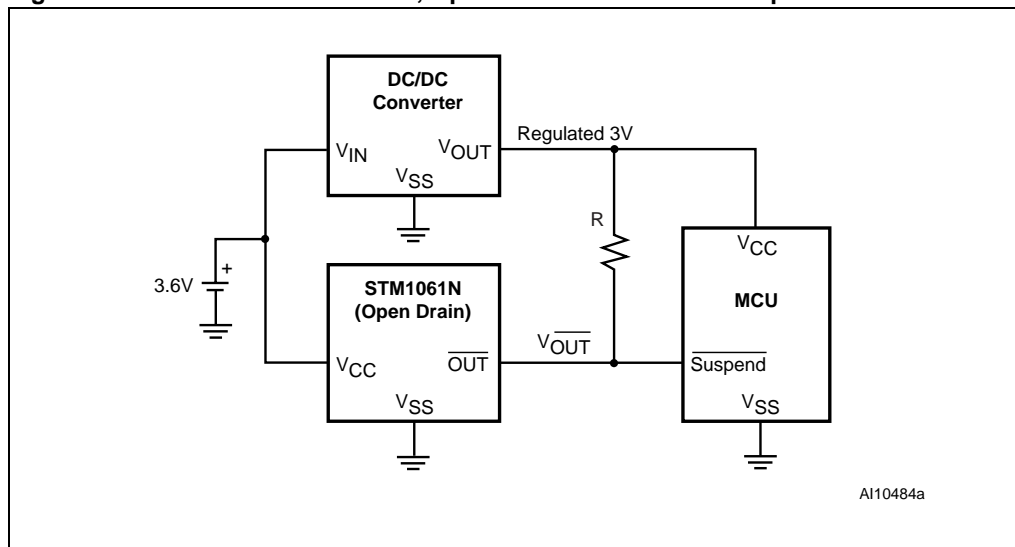 DC/DC
Converter
VIN
VOUT
VSS
Regulated 3V
R
VCC
MCU
Suspend
VSS
3.6V
+
STM1061N
(Open Drain)
VCC
OUT
VSS
VOUT
AI10484a